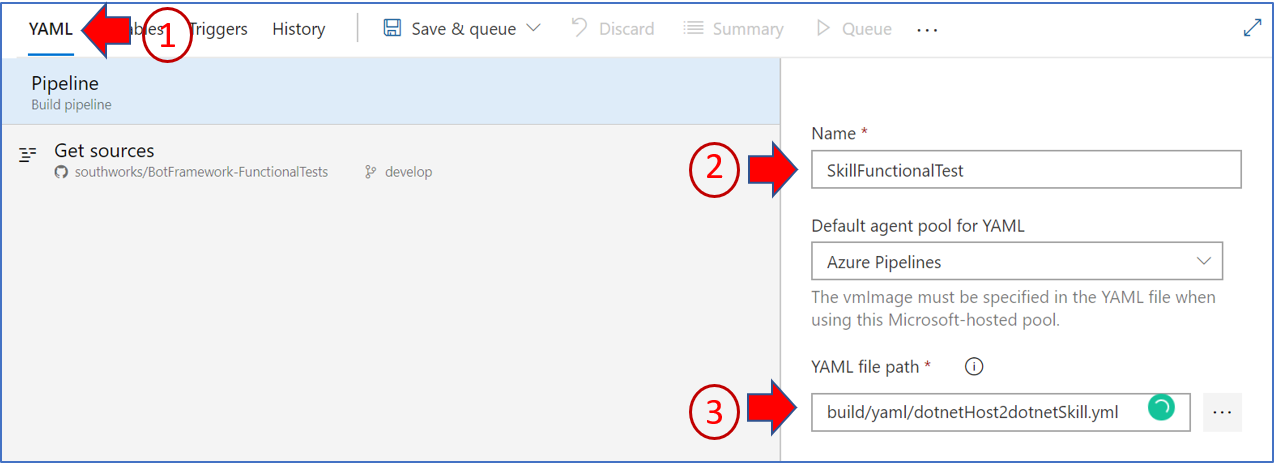 YAML
1
ables
Triggers
History
Save & queue
Discard
Summary
Queue
...
Pipeline
Build pipeline
Get sources
southworks/BotFramework-FunctionalTests
develop
Name *
2
SkillFunctionalTest
Default agent pool for YAML
Azure Pipelines
The vmImage must be specified in the YAML file when
using this Microsoft-hosted pool.
YAML file path *
3
build/yaml/dotnetHost2dotnetSkill.yml
...